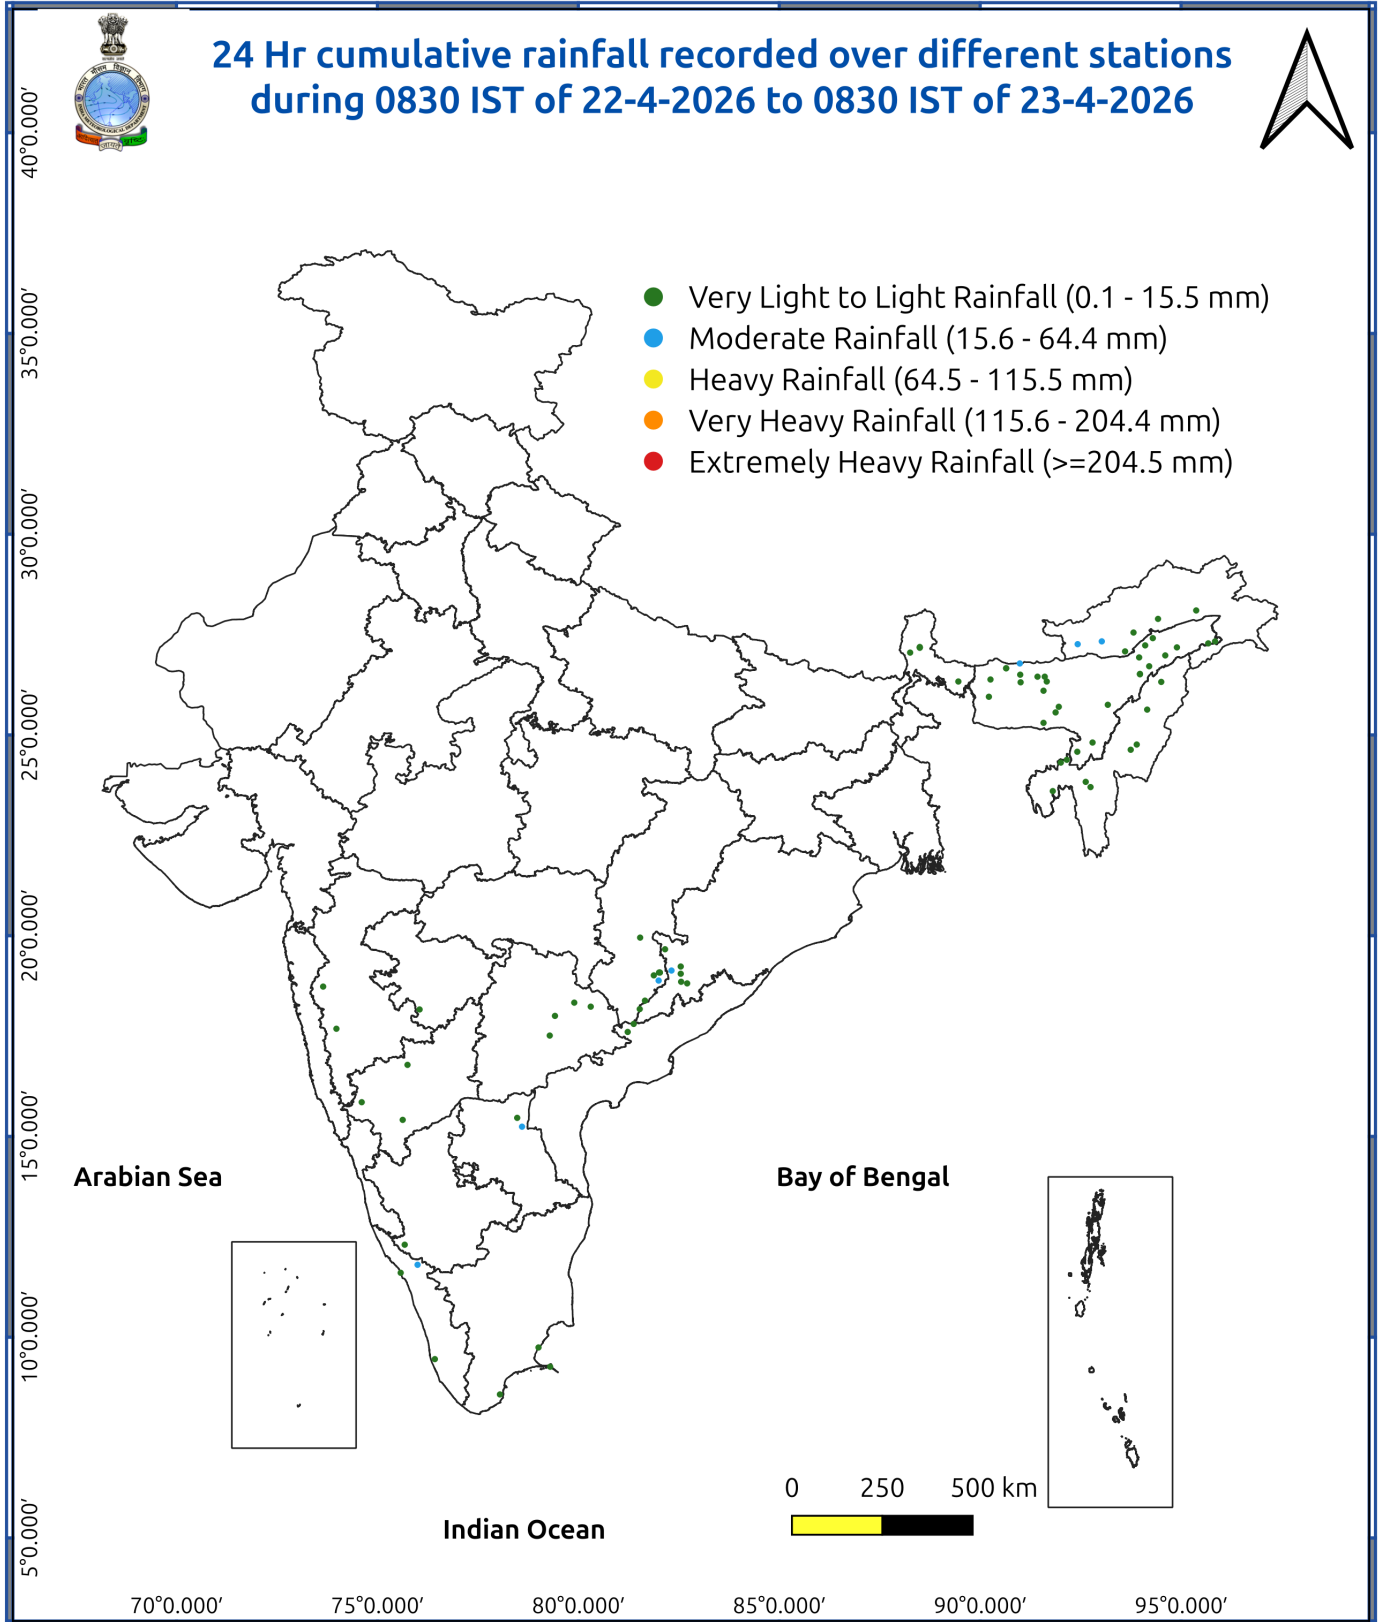 24 Hr cumulative rainfall recorded over different stations
during 0830 IST of 22-4-2026 to 0830 IST of 23-4-2026
Very Light to Light Rainfall (0.1 - 15.5 mm)
Moderate Rainfall (15.6 - 64.4 mm)
Heavy Rainfall (64.5 - 115.5 mm)
Very Heavy Rainfall (115.6 - 204.4 mm)
Extremely Heavy Rainfall (>=204.5 mm)
40°0.000′
35°0.000′
30°0.000′
25°0.000′
20°0.000′
15°0.000′
10°0.000′
5°0.000′
Arabian Sea
Bay of Bengal
Indian Ocean
0 250 500 km
70°0.000′ 75°0.000′ 80°0.000′ 85°0.000′ 90°0.000′ 95°0.000′